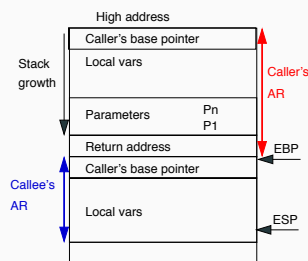 High address
Caller's base pointer
Local vars
Stack
growth
Caller's
AR
Parameters
Pn
P1
Return address
EBP
Caller's base pointer
Callee's
AR
Local vars
ESP